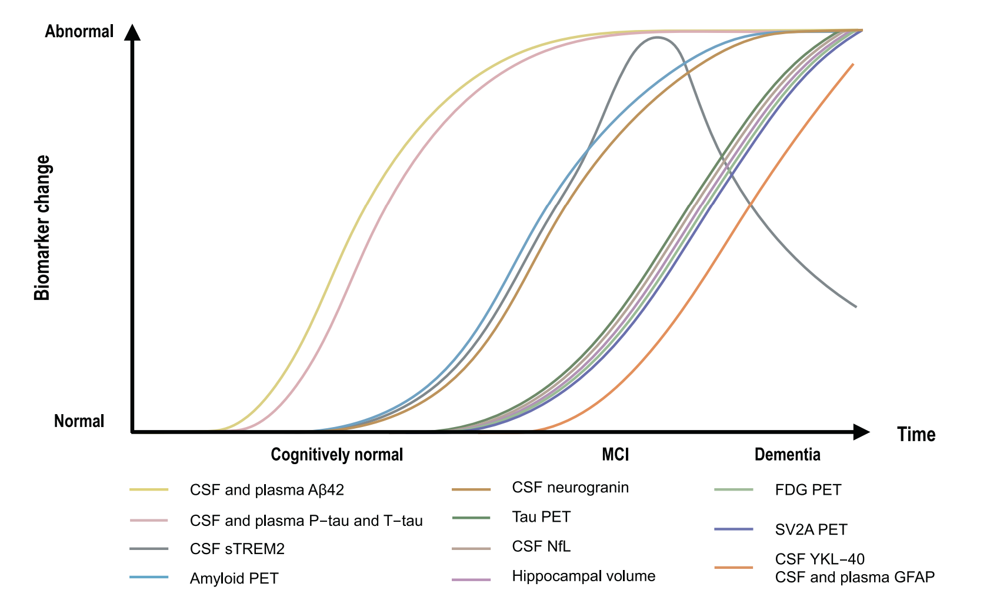 Abnormal
Biomarker change
Normal
Time
Cognitively normal
MCI
Dementia
CSF and plasma Aβ42
CSF and plasma P−tau and T−tau
CSF sTREM2
Amyloid PET
CSF neurogranin
Tau PET
CSF NfL
Hippocampal volume
FDG PET
SV2A PET
CSF YKL−40
CSF and plasma GFAP